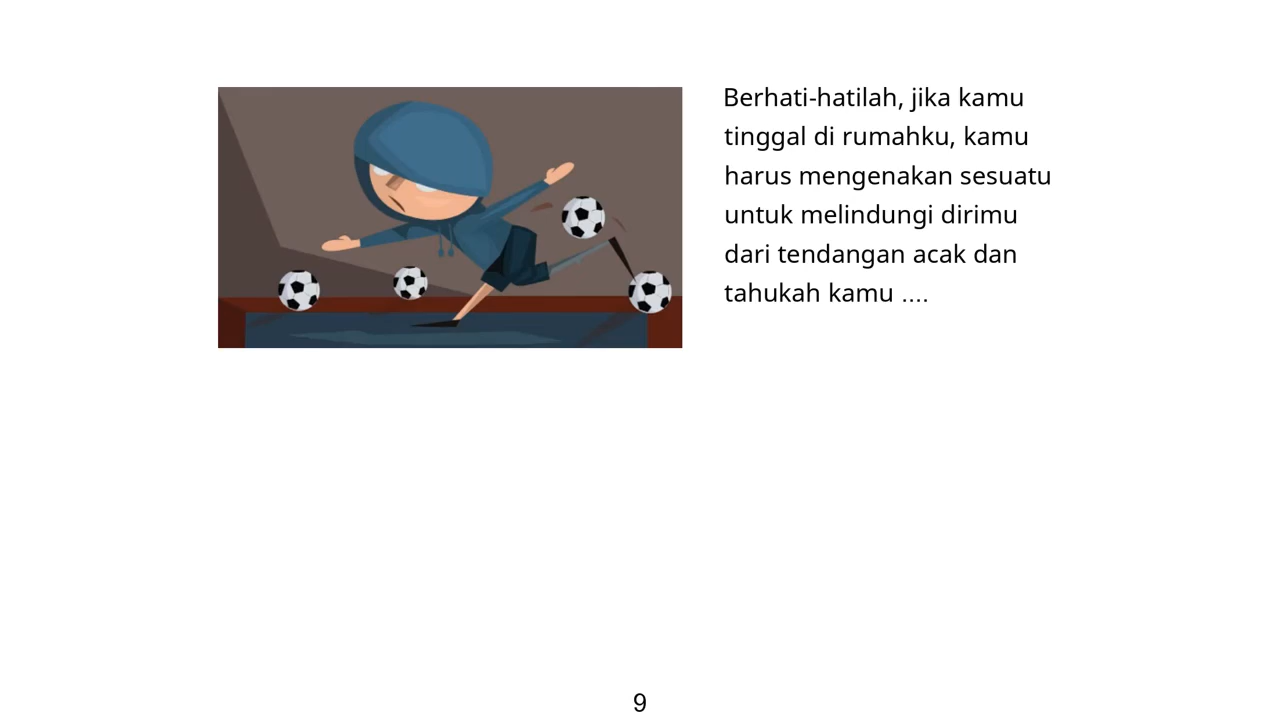 Berhati-hatilah, jika kamu
tinggal di rumahku, kamu
harus mengenakan sesuatu
untuk melindungi dirimu
dari tendangan acak dan
tahukah kamu ....
9